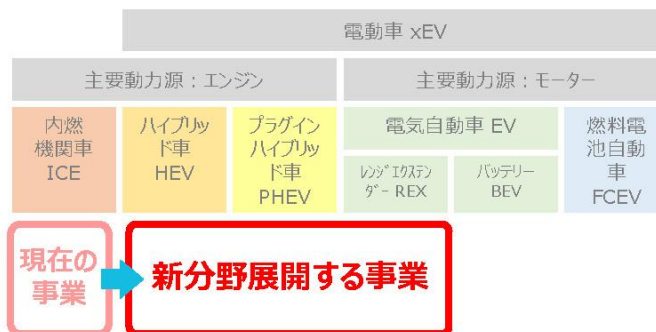 電動車 xEV
主要動力源：エンジン
主要動力源：モーター
内燃
機関車
ICE
ハイブリッ
ド車
HEV
プラグイン
ハイブリッ
ド車
PHEV
電気自動車 EV
レンジエクステン
ダー REX
バッテリー
BEV
燃料電
池自動
車
FCEV
現在の
事業
新分野展開する事業